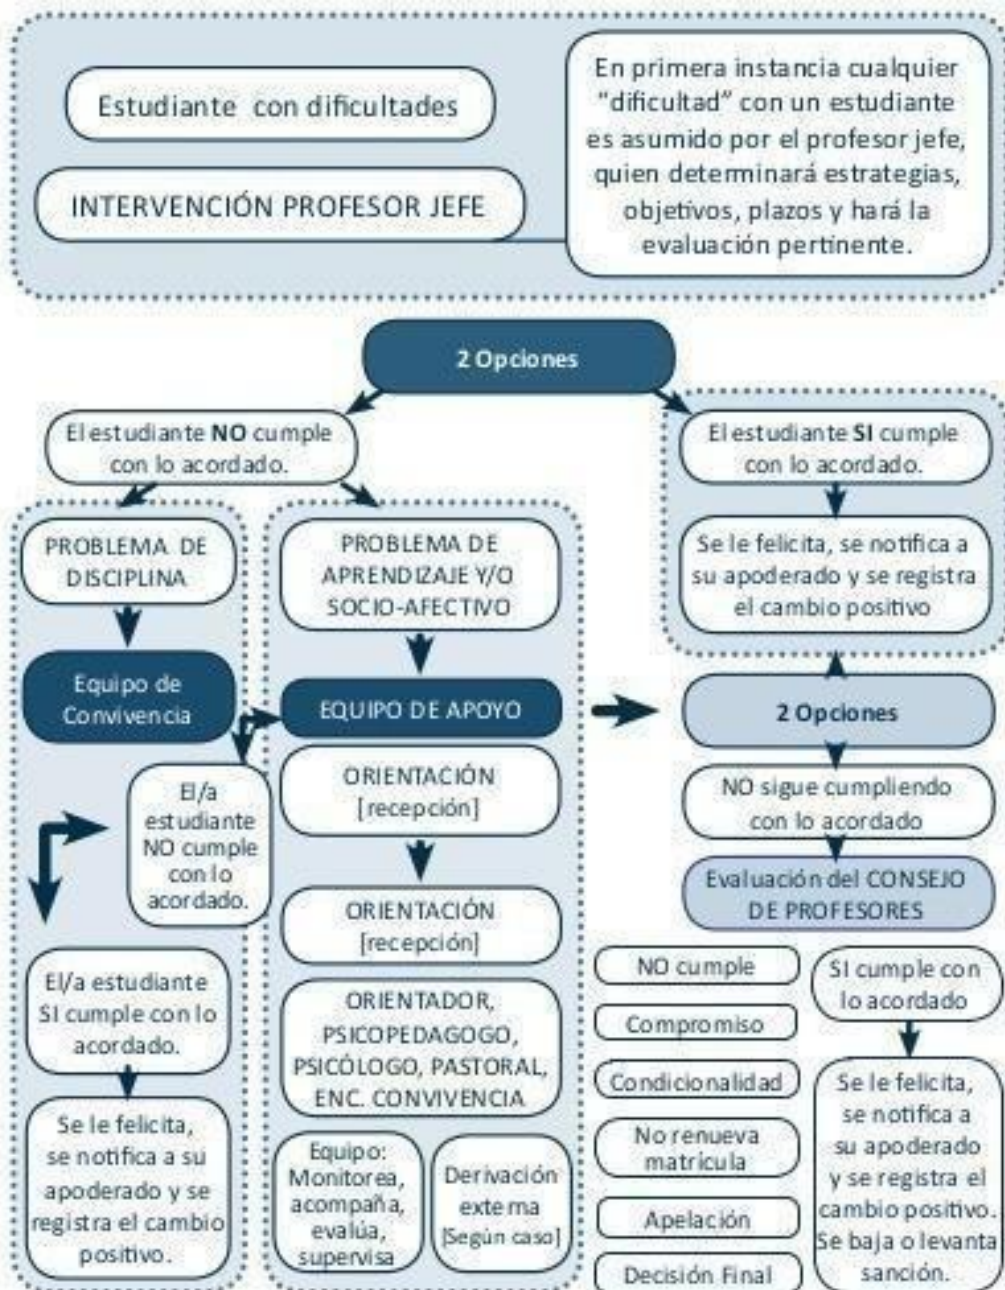 Estudiante con dificultades
INTERVENCIÓN PROFESOR JEFE
En primera instancia cualquier
"dificultad" con un estudiante
es asumido por el profesor jefe,
quien determinará estrategias,
objetivos, plazos y hará la
evaluación pertinente.
2 Opciones
El estudiante NO cumple
con lo acordado.
El estudiante SI cumple
con lo acordado.
Se le felicita, se notifica a
su apoderado y se registra
el cambio positivo
PROBLEMA DE
DISCIPLINA
Equipo de
Convivencia
El/a
estudiante
NO cumple
con lo
acordado.
El/a estudiante
SI cumple con lo
acordado.
Se le felicita,
se notifica a su
apoderado y se
registra el cambio
positivo.
PROBLEMA DE
APRENDIZAJE Y/O
SOCIO-AFECTIVO
EQUIPO DE APOYO
ORIENTACIÓN
[recepción]
ORIENTACIÓN
[recepción]
ORIENTADOR,
PSICOPEDAGOGO,
PSICÓLOGO, PASTORAL,
ENC. CONVIVENCIA
Equipo:
Monitorea,
acompaña,
evalúa,
supervisa
Derivación
externa
[Según caso]
2 Opciones
NO sigue cumpliendo
con lo acordado
Evaluación del CONSEJO
DE PROFESORES
NO cumple
Compromiso
Condicionalidad
No renueva
matrícula
Apelación
Decisión Final
SI cumple con
lo acordado
Se le felicita,
se notifica a
su apoderado
y se registra el
cambio positivo.
Se baja o levanta
sanción.